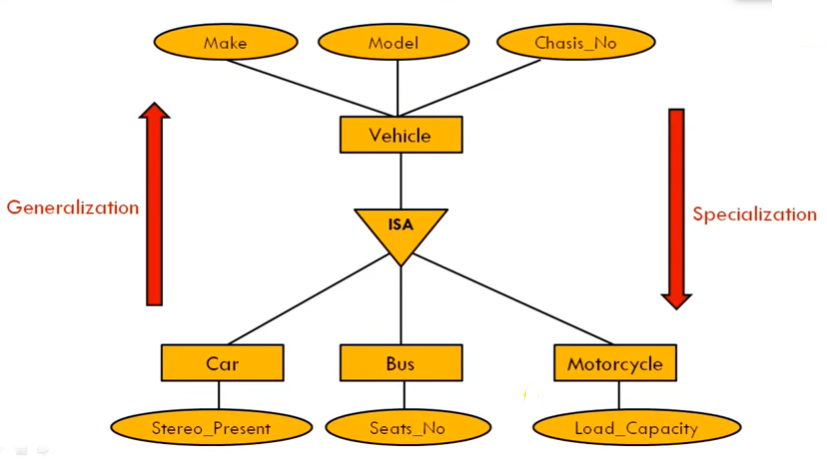 Make
Model
Chasis_No
Vehicle
Generalization
ISA
Specialization
Car
Bus
Motorcycle
Stereo_Present
Seats_No
Load_Capacity